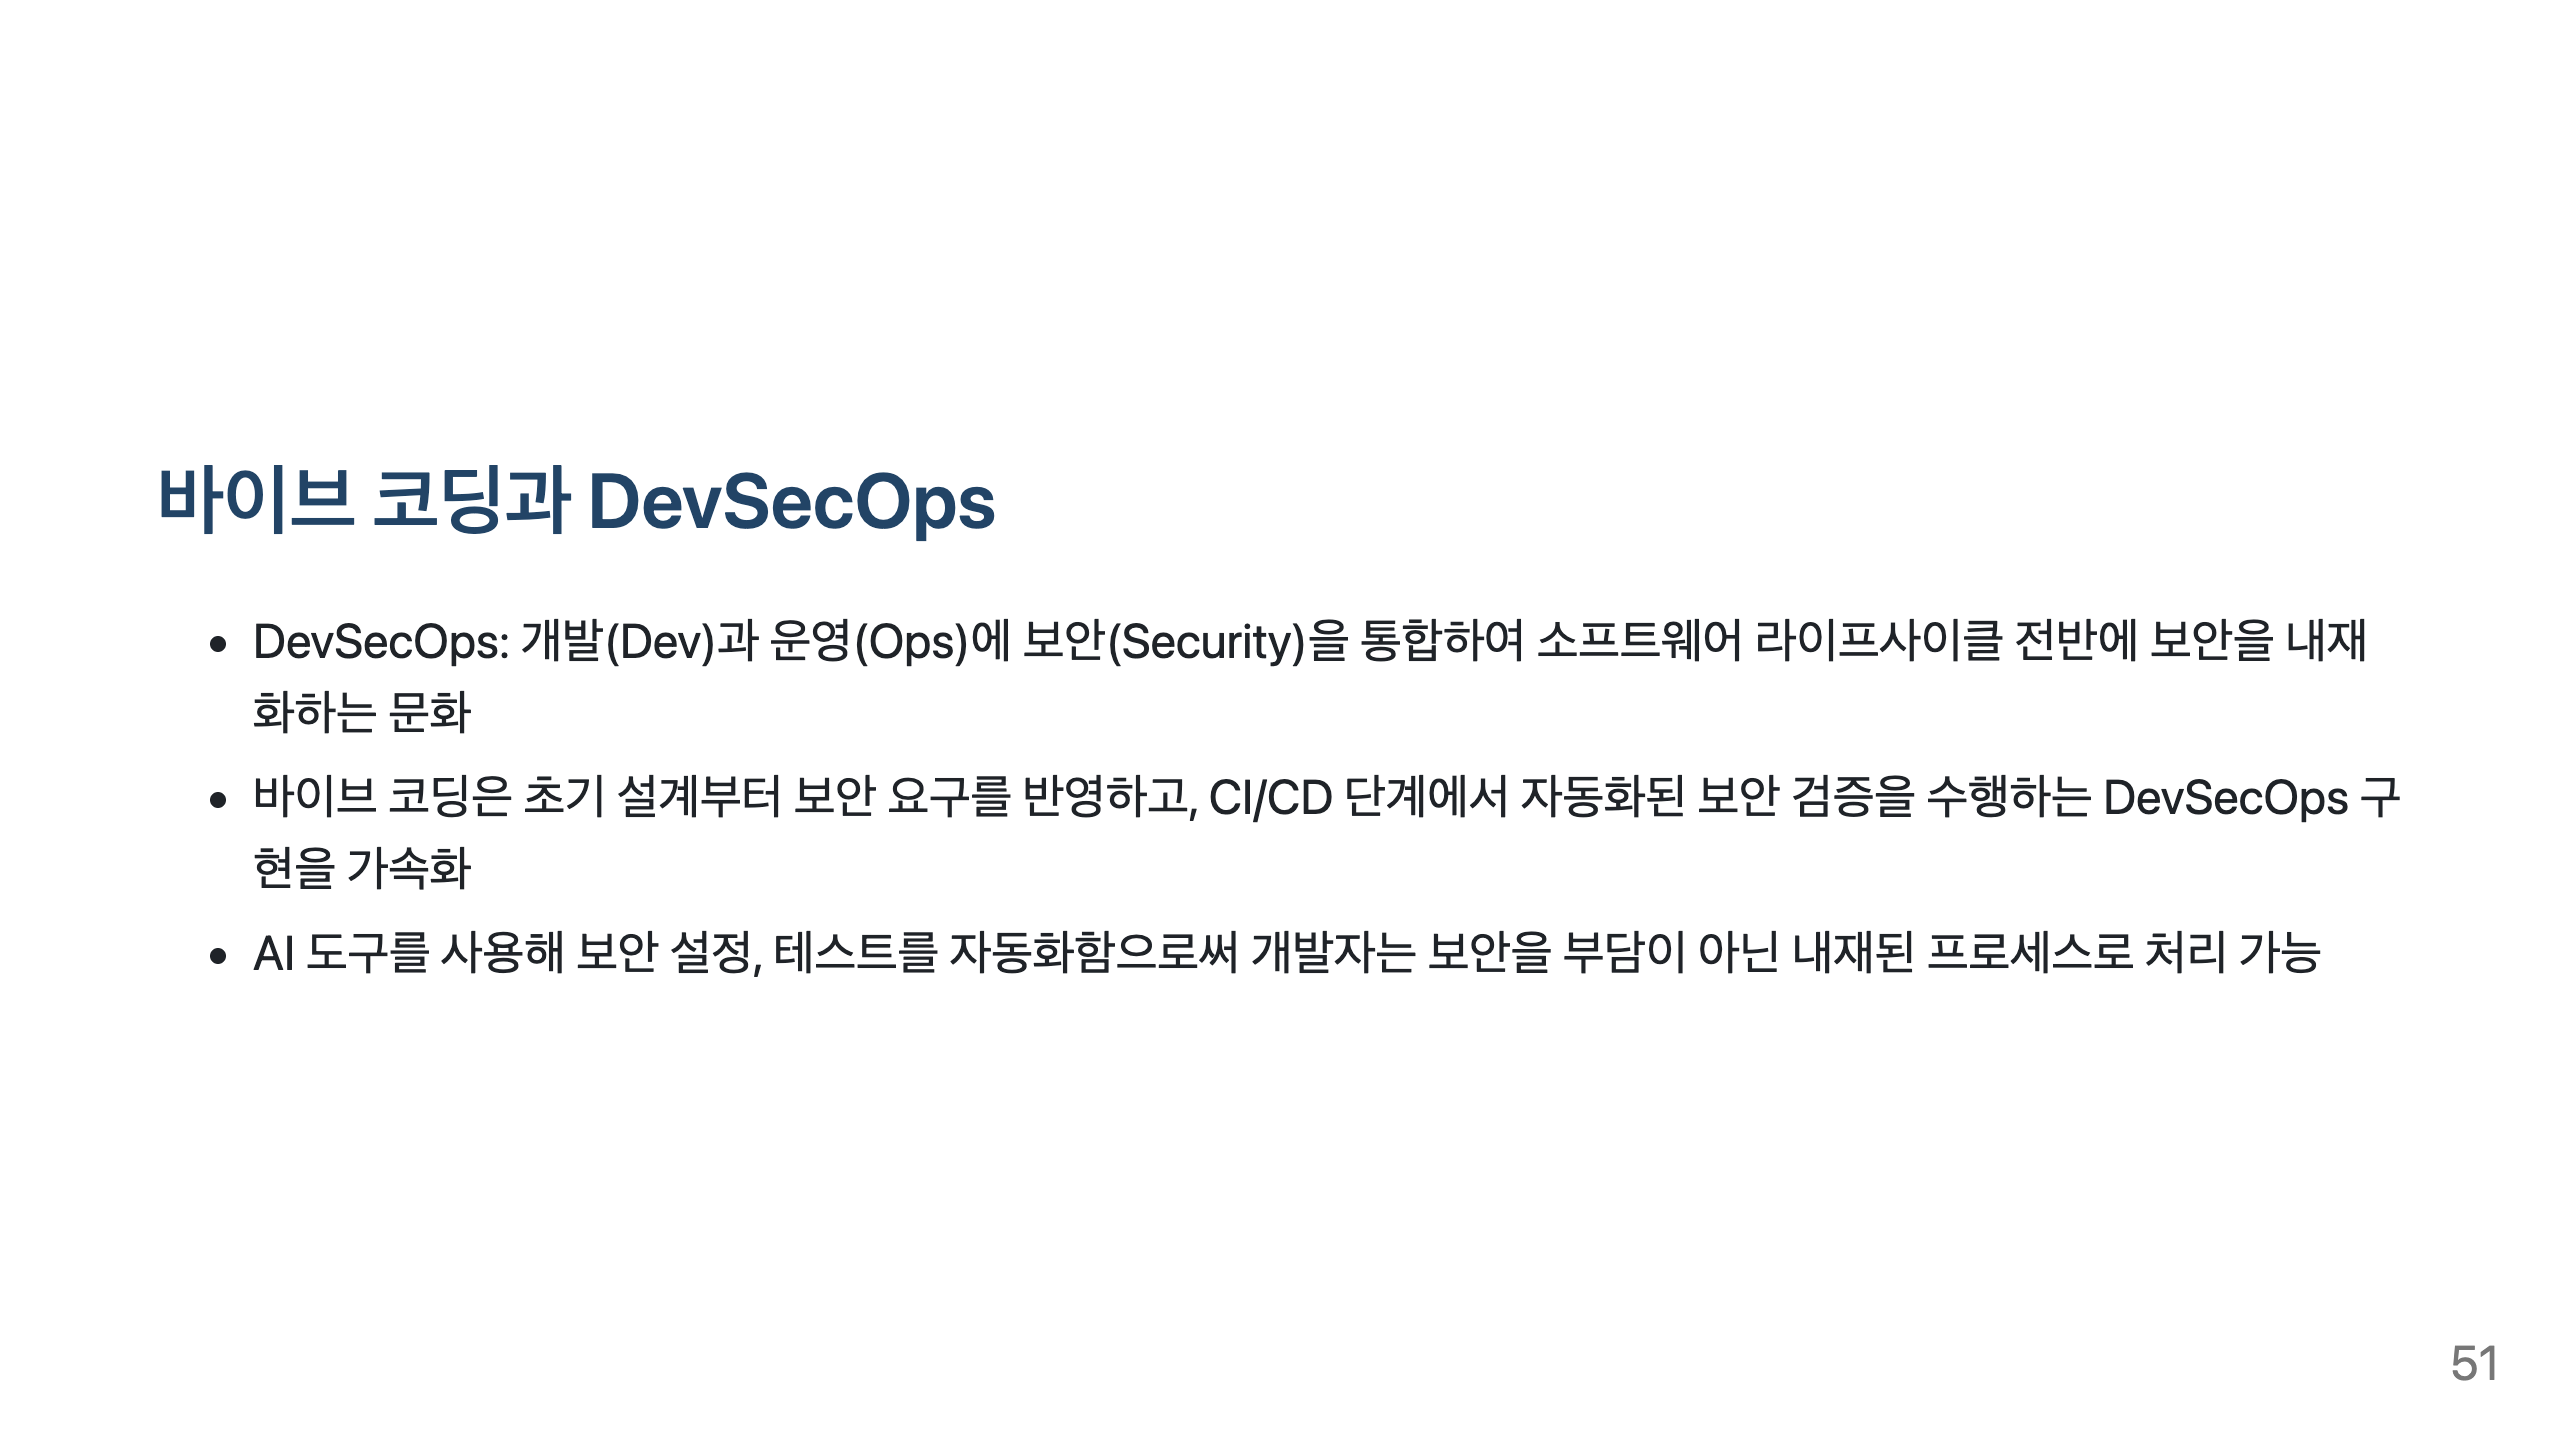 바이브 코딩과 DevSecOps
• DevSecOps: 개발(Dev)과 운영(Ops)에 보안(Security)을 통합하여 소프트웨어 라이프사이클 전반에 보안을 내재
화하는 문화
• 바이브 코딩은 초기 설계부터 보안 요구를 반영하고, CI/CD 단계에서 자동화된 보안 검증을 수행하는 DevSecOps 구
현을 가속화
• AI 도구를 사용해 보안 설정, 테스트를 자동화함으로써 개발자는 보안을 부담이 아닌 내재된 프로세스로 처리 가능
51